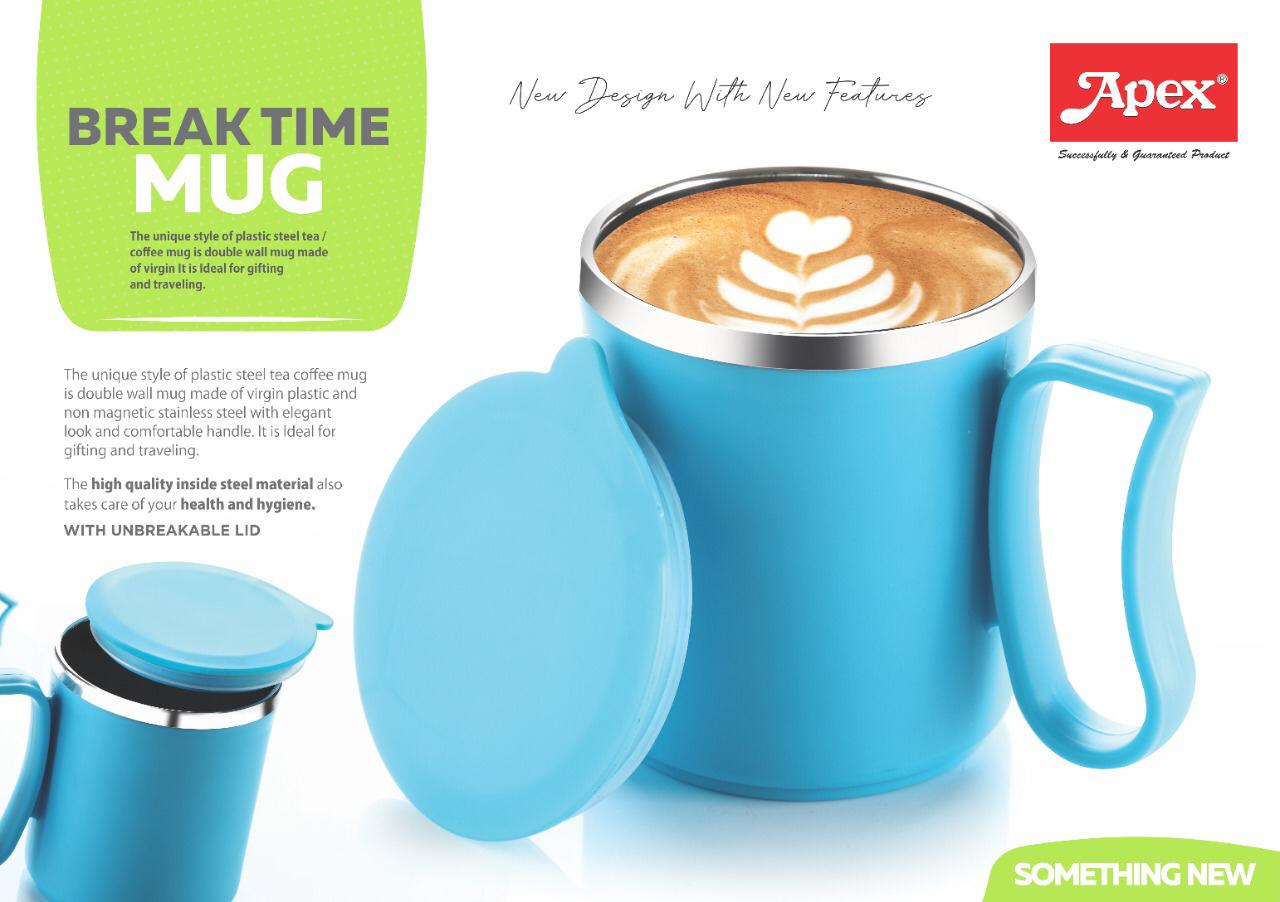 BREAK TIME
MUG
The unique style of plastic steel tea /
coffee mug is double wall mug made
of virgin It is Ideal for gifting
and traveling.
New Design With New Features
Apex®
Successfully & Guaranteed Product
The unique style of plastic steel tea coffee mug
is double wall mug made of virgin plastic and
non magnetic stainless steel with elegant
look and comfortable handle. It is Ideal for
gifting and traveling.
The high quality inside steel material also
takes care of your health and hygiene.
WITH UNBREAKABLE LID
SOMETHING NEW